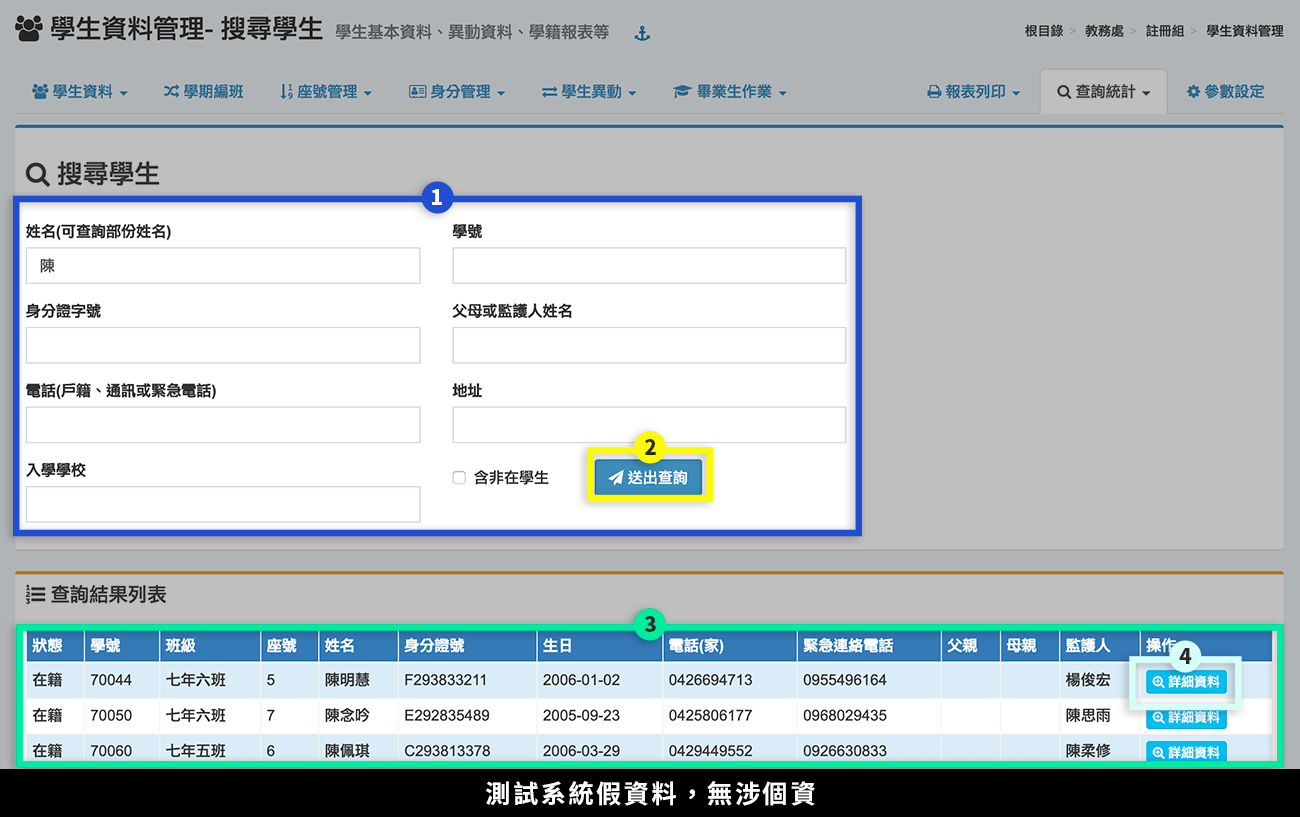 學生資料管理- 搜尋學生 學生基本資料、異動資料、學籍報表等
根目錄 > 教務處 > 註冊組 > 學生資料管理
學生資料 學期編班 座號管理 身分管理 學生異動 畢業生作業 報表列印 查詢統計 參數設定
搜尋學生
1
姓名(可查詢部份姓名) 學號
陳
身分證字號 父母或監護人姓名
電話(戶籍、通訊或緊急電話) 地址
2
入學學校 含非在學生 送出查詢
查詢結果列表
3
狀態 學號 班級 座號 姓名 身分證號 生日 電話(家) 緊急連絡電話 父親 母親 監護人 操作
4
在籍 70044 七年六班 5 陳明慧 F293833211 2006-01-02 0426694713 0955496164 楊俊宏 詳細資料
在籍 70050 七年六班 7 陳念吟 E292835489 2005-09-23 0425806177 0968029435 陳思雨 詳細資料
在籍 70060 七年五班 6 陳佩琪 C293813378 2006-03-29 0429449552 0926630833 陳柔修 詳細資料
測試系統假資料，無涉個資